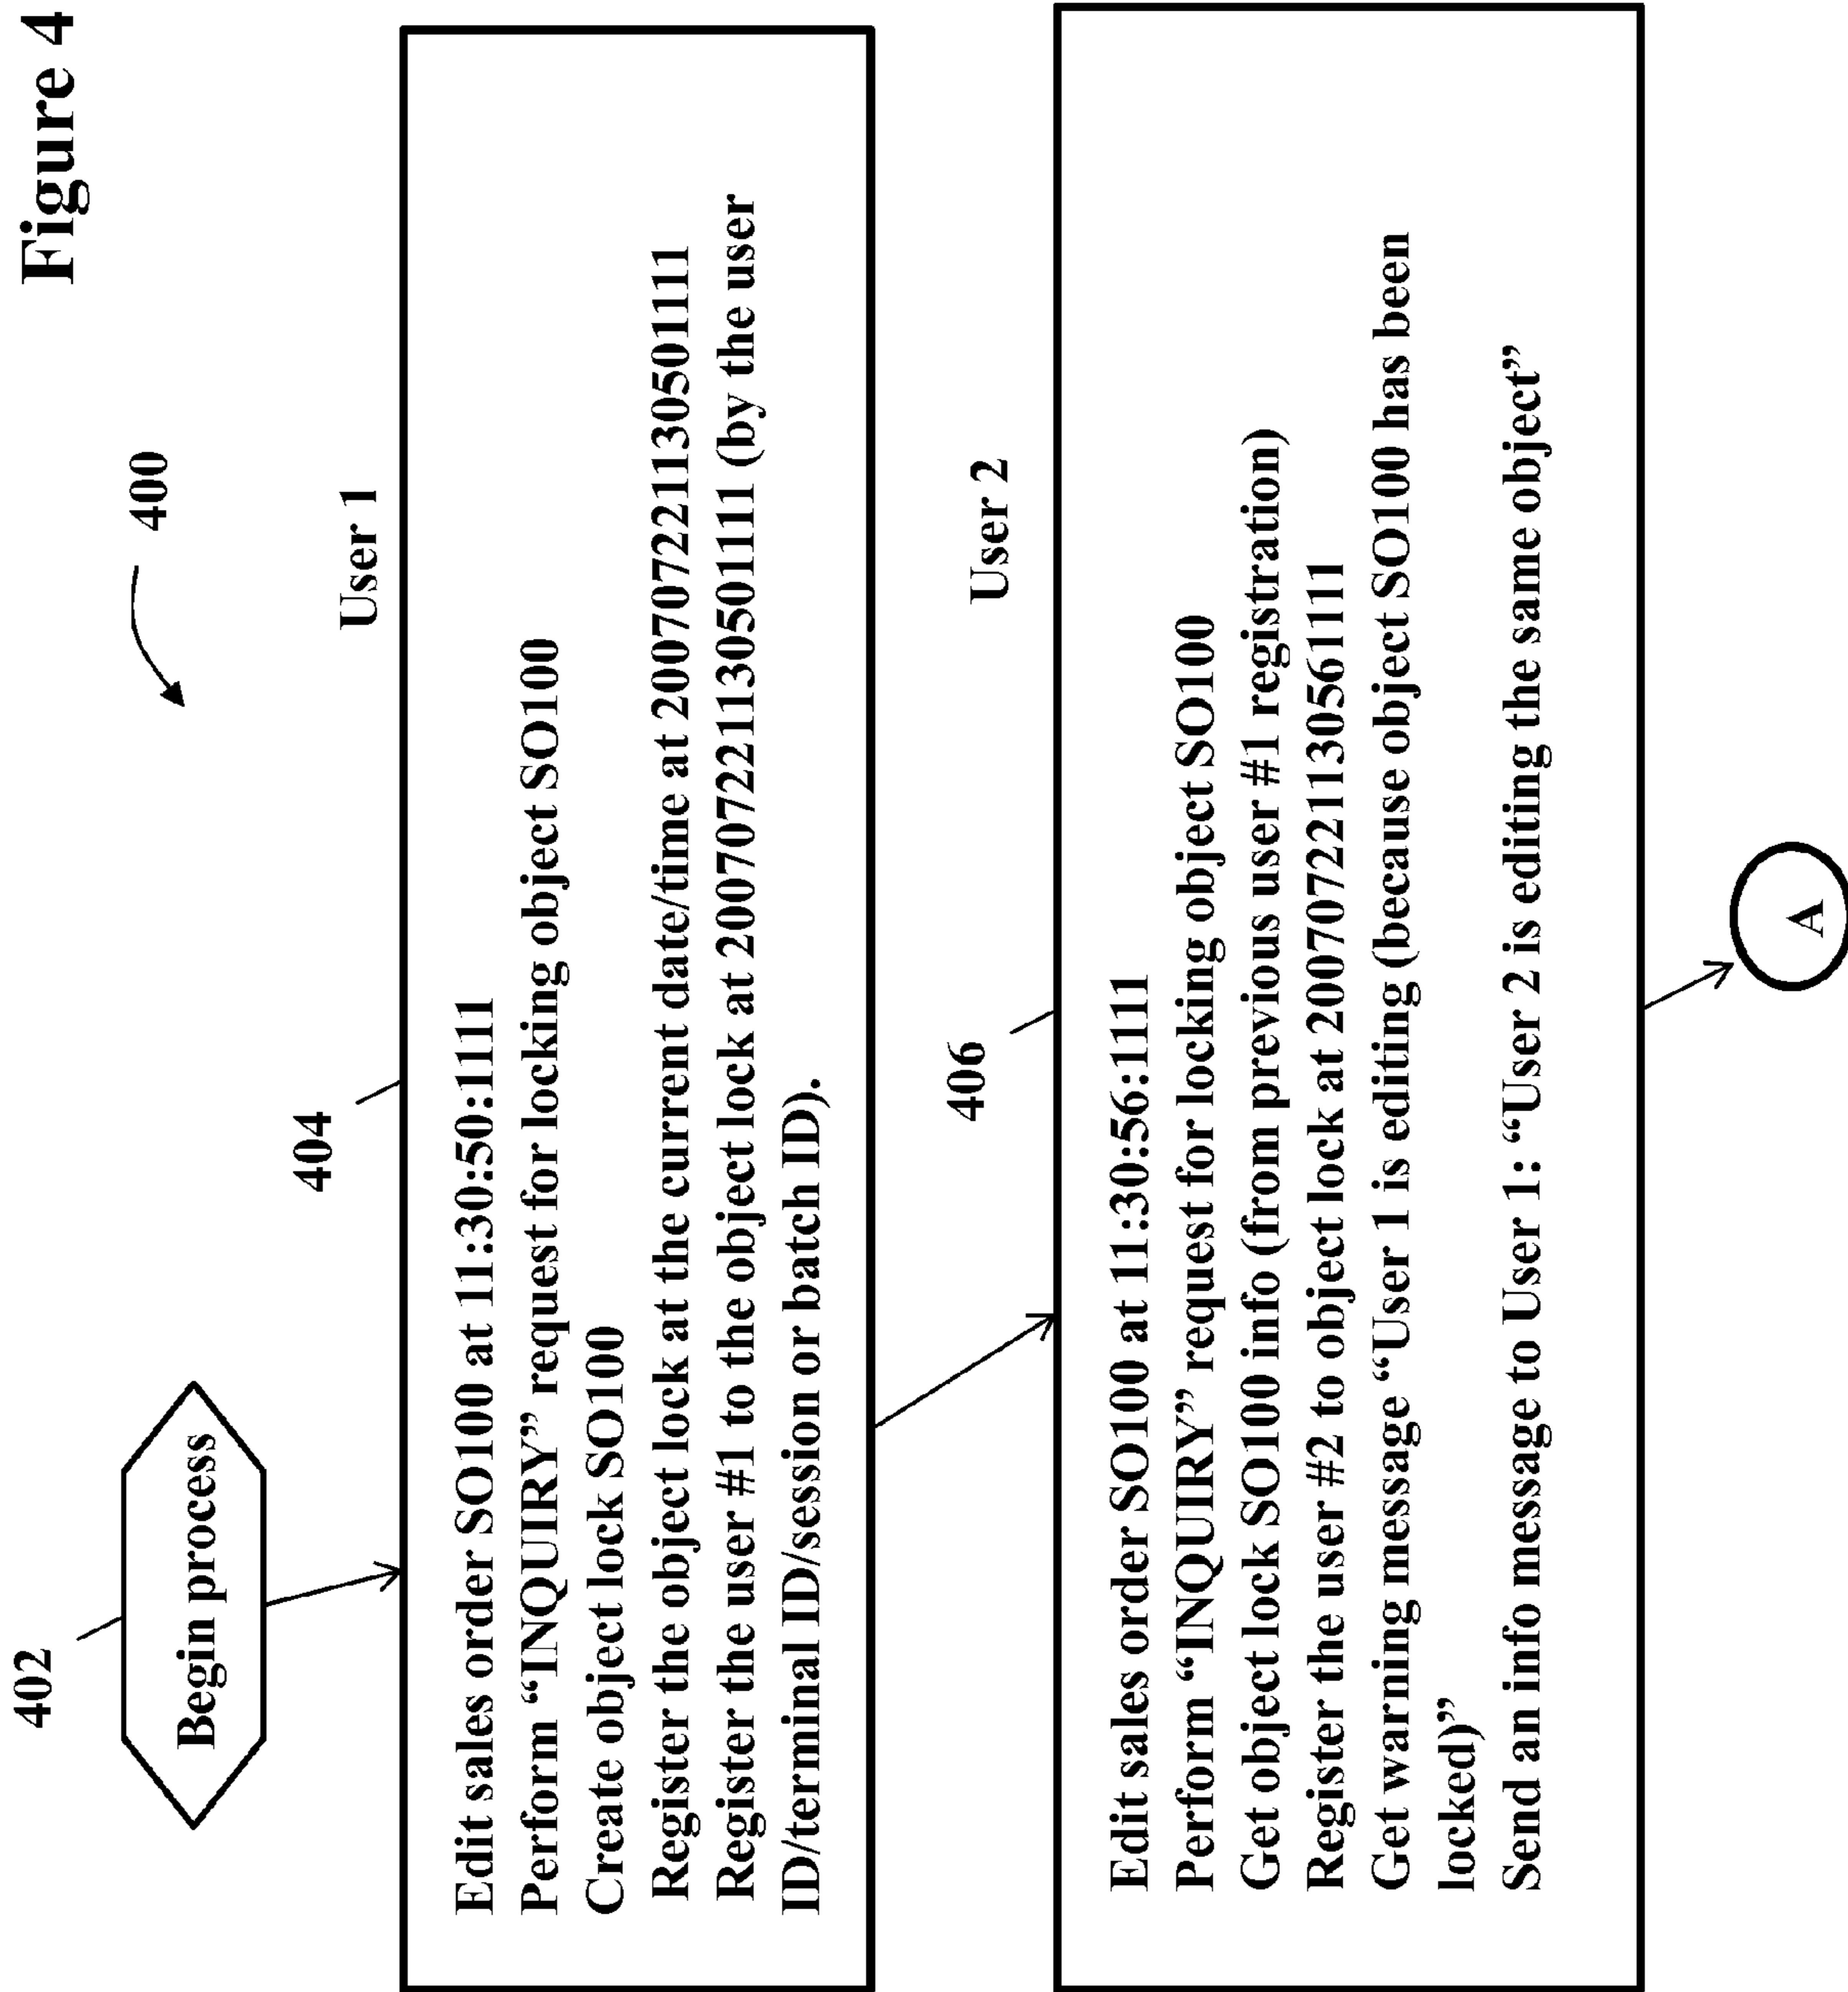 Figure 4
400
402
Begin process
404
User 1
Edit sales order SO100 at 11:30:50:1111
Perform “INQUIRY” request for locking object SO100
Create object lock SO100
Register the object lock at the current date/time at 200707221130501111
Register the user #1 to the object lock at 200707221130501111 (by the user
ID/terminal ID/session or batch ID).
406
User 2
Edit sales order SO100 at 11:30:56:1111
Perform “INQUIRY” request for locking object SO100
Get object lock SO100 info (from previous user #1 registration)
Register the user #2 to object lock at 200707221130561111
Get warning message “User 1 is editing (because object SO100 has been
locked)”
Send an info message to User 1: “User 2 is editing the same object”
A